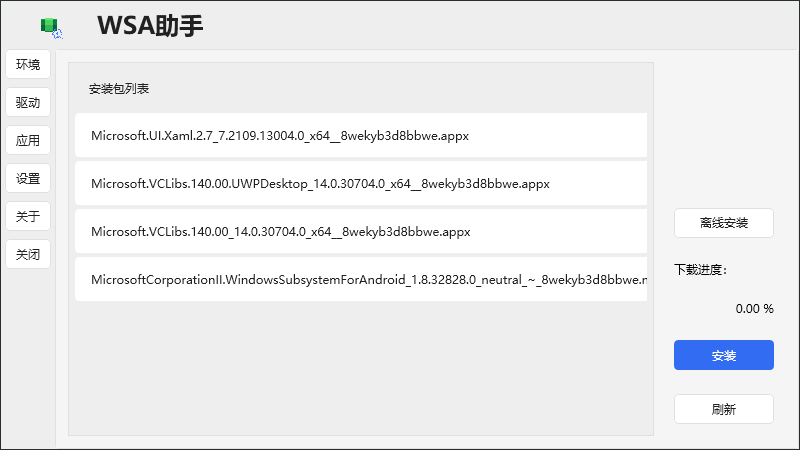 WSA助手
环境
驱动
应用
设置
关于
关闭
安装包列表
Microsoft.UI.Xaml.2.7_7.2109.13004.0_x64__8wekyb3d8bbwe.appx
Microsoft.VCLibs.140.00.UWPDesktop_14.0.30704.0_x64__8wekyb3d8bbwe.appx
Microsoft.VCLibs.140.00_14.0.30704.0_x64__8wekyb3d8bbwe.appx
MicrosoftCorporationII.WindowsSubsystemForAndroid_1.8.32828.0_neutral_~_8wekyb3d8bbwe.m
离线安装
下载进度:
0.00 %
安装
刷新